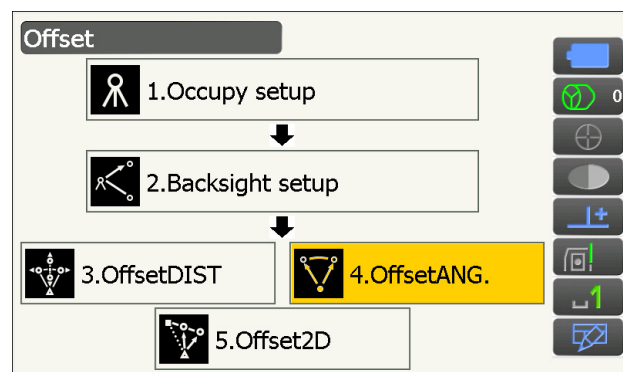 Offset
1.Occupy setup
0
2.Backsight setup
3.OffsetDIST
4.OffsetANG.
1
5.Offset2D